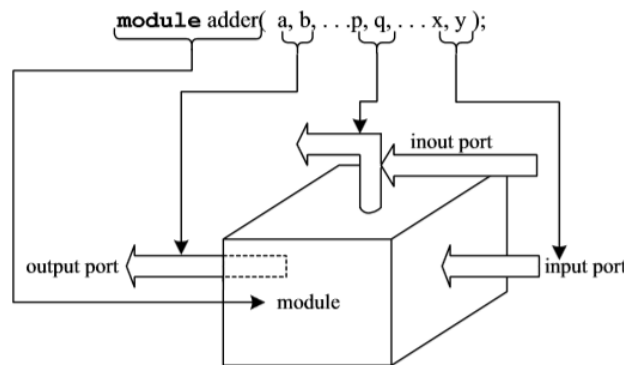 module adder( a, b, . . .p, q, . . . x, y );
inout port
output port
input port
module